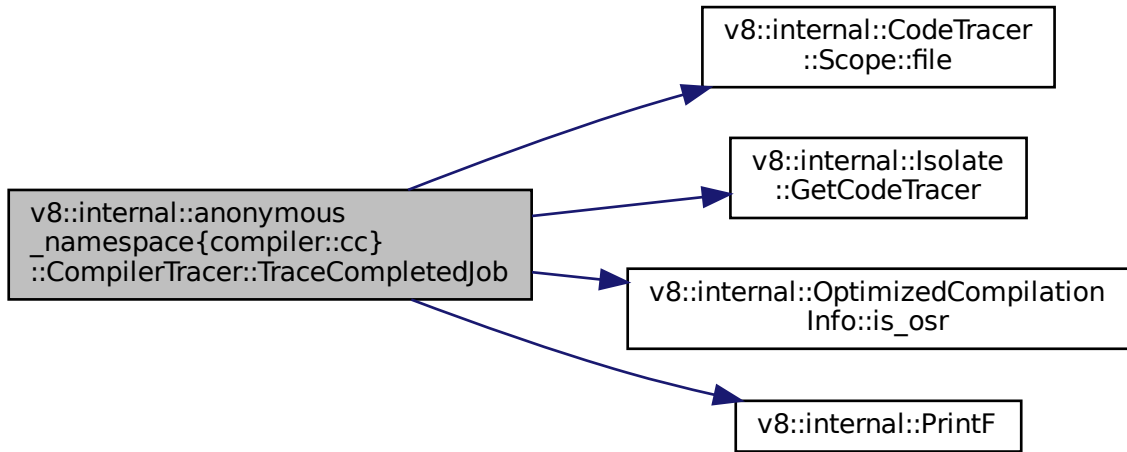 v8::internal::CodeTracer
::Scope::file
v8::internal::Isolate
::GetCodeTracer
v8::internal::anonymous
_namespace{compiler::cc}
::CompilerTracer::TraceCompletedJob
v8::internal::OptimizedCompilation
Info::is_osr
v8::internal::PrintF